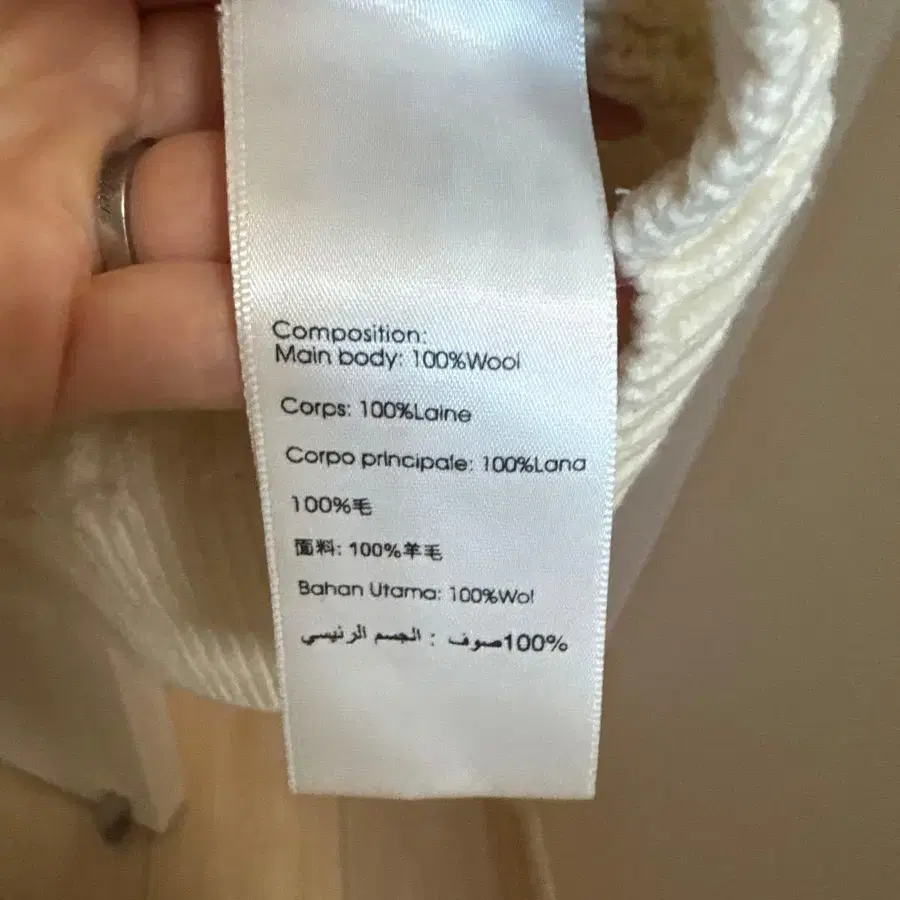 Composition:
Main body: 100%Wool
Corps: 100%Laine
Corpo principale: 100%Lana
100%毛
面料: 100%羊毛
Bahan Utama: 100%Wol
الجسم الرئيسي : صوف100%